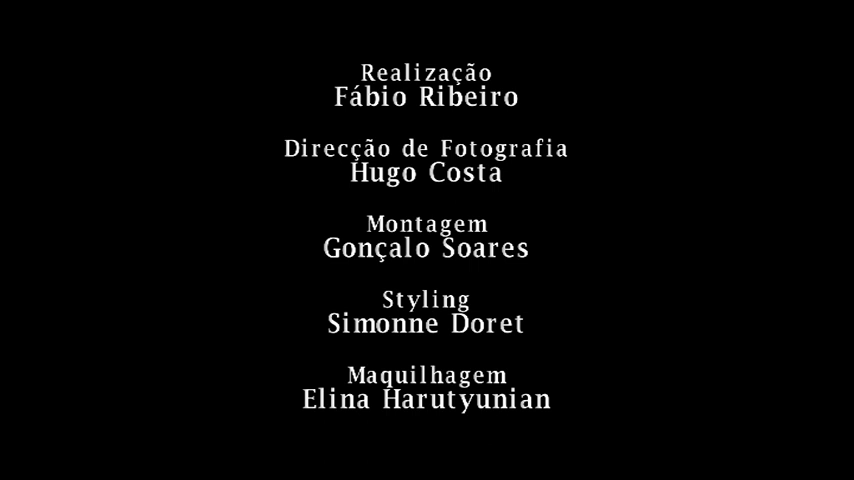 Realização
Fábio Ribeiro
Direcção de Fotografia
Hugo Costa
Montagem
Gonçalo Soares
Styling
Simonne Doret
Maquilhagem
Elina Harutyunian